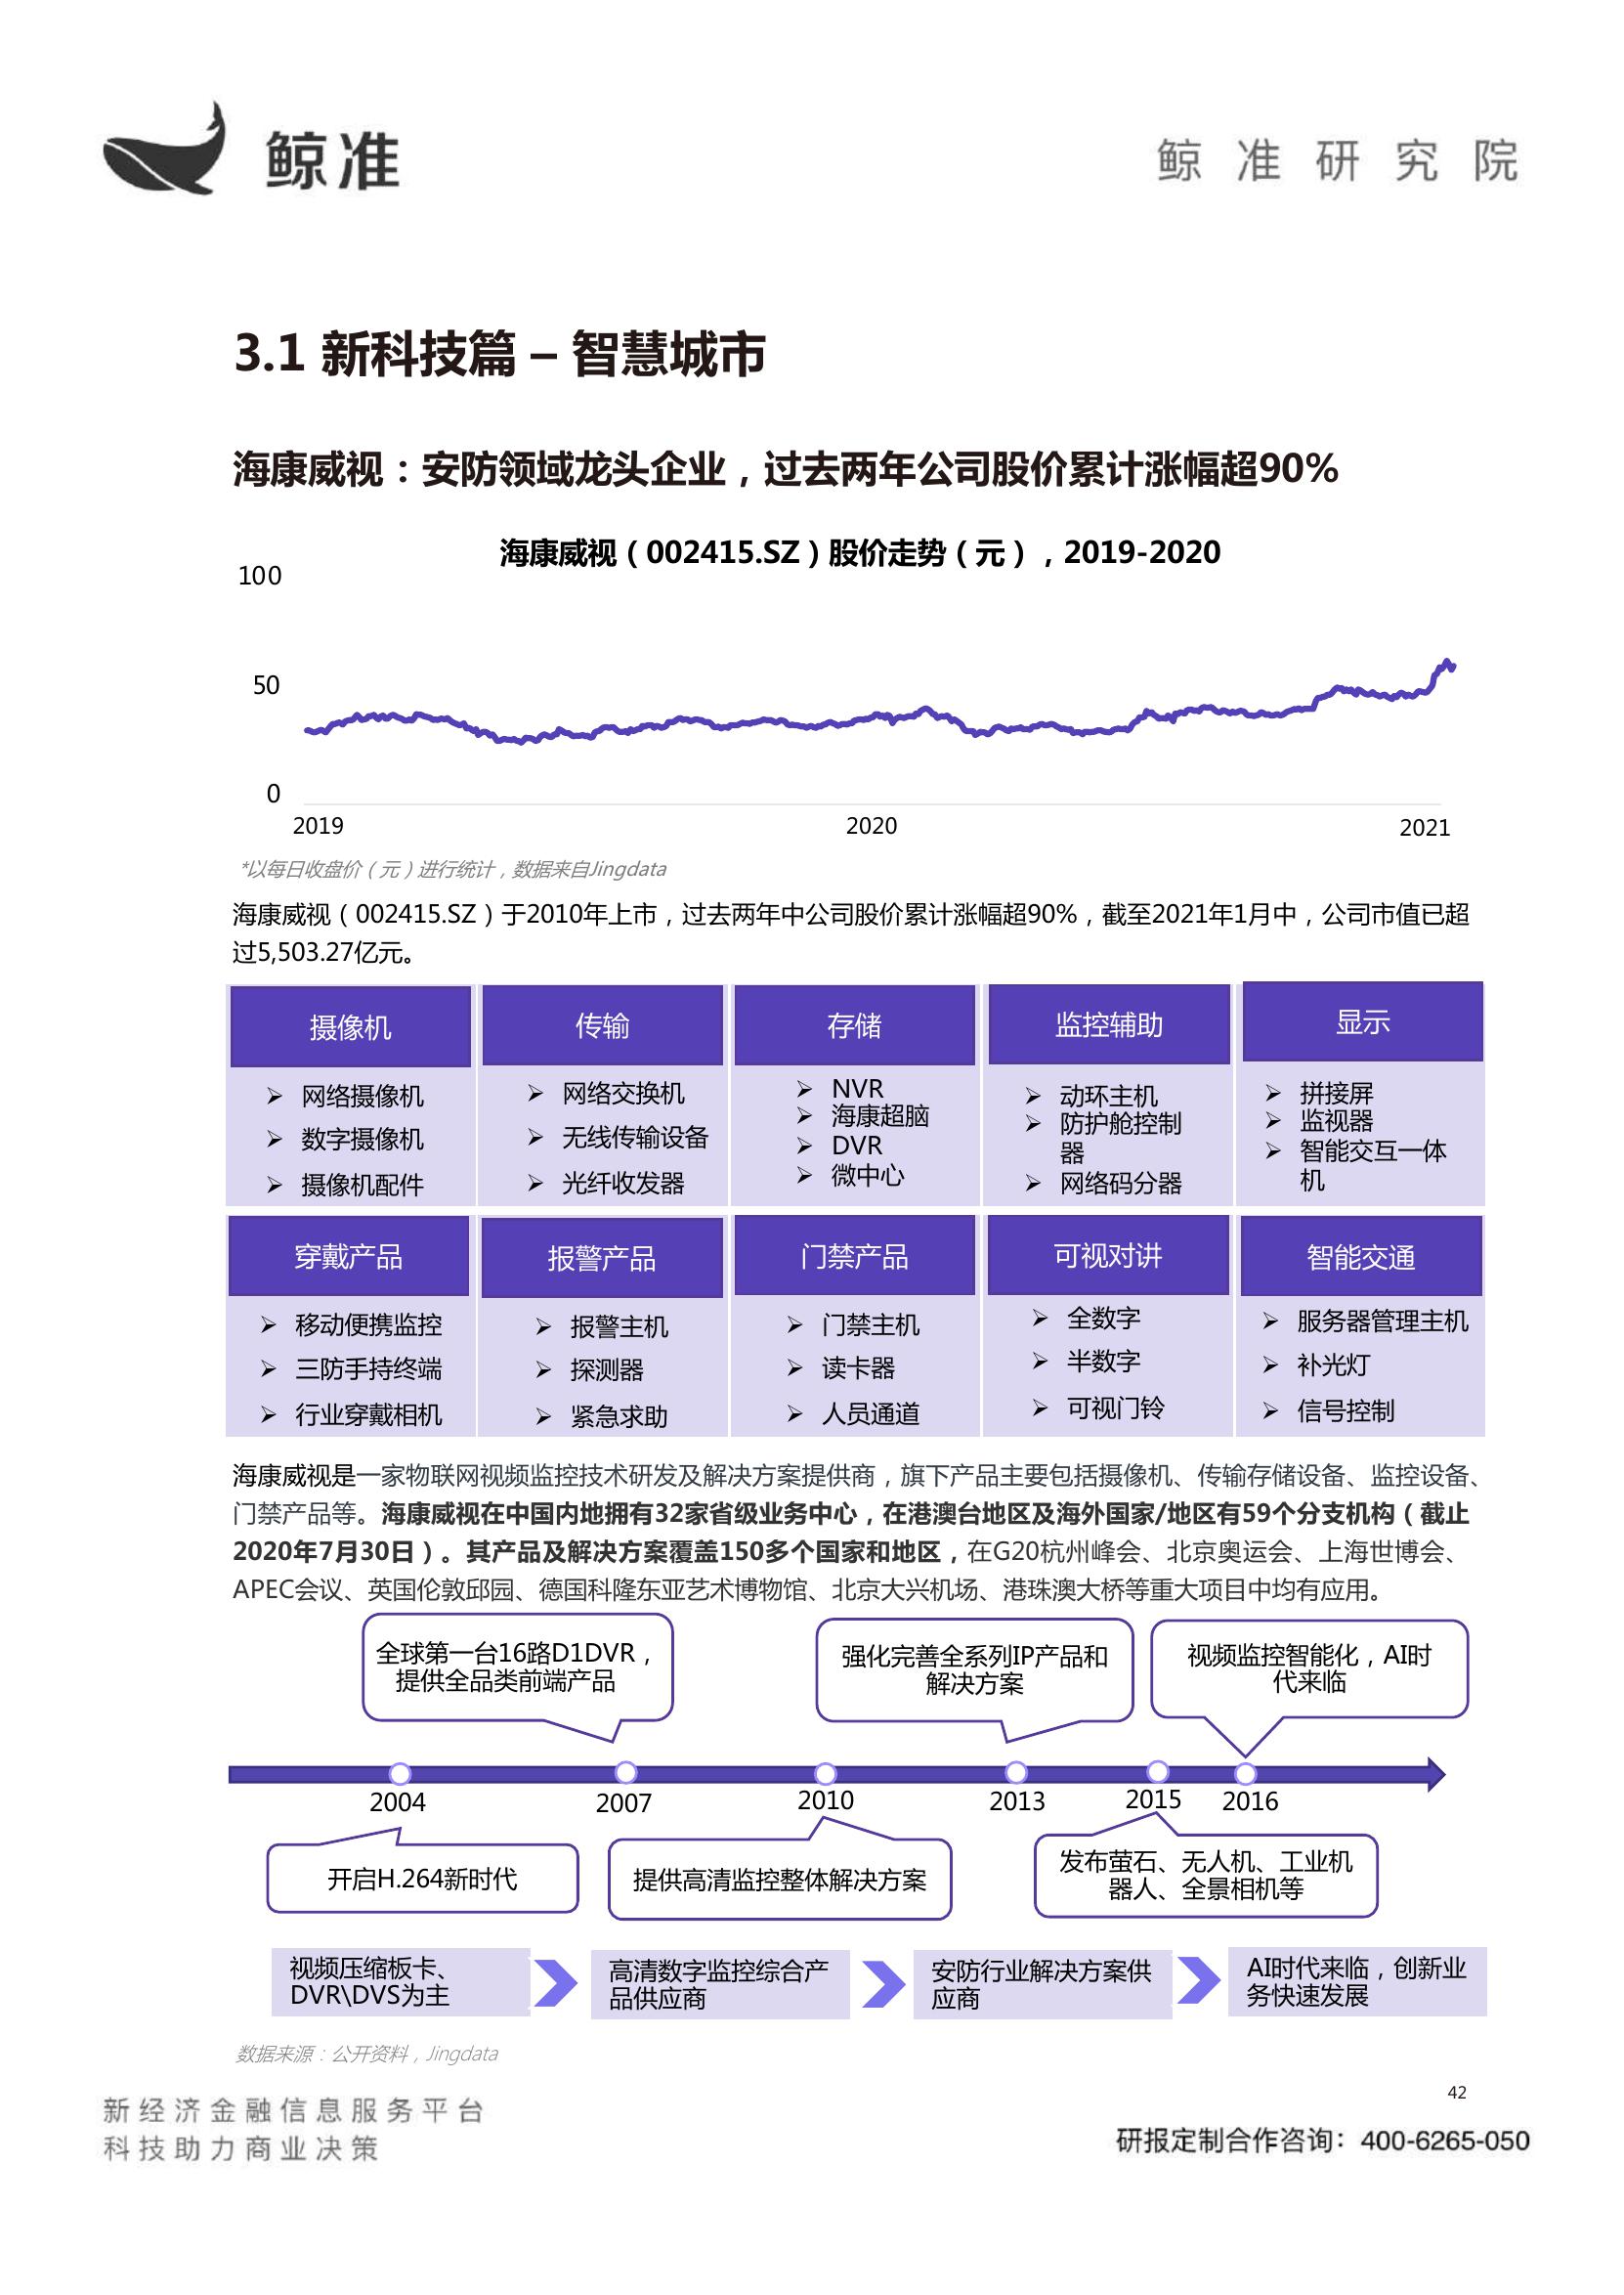 鲸准
鲸准研究院
3.1 新科技篇 – 智慧城市
海康威视：安防领域龙头企业，过去两年公司股价累计涨幅超90%
海康威视（002415.SZ）股价走势（元），2019-2020
100
50
0
2019
2020
2021
*以每日收盘价（元）进行统计，数据来自Jingdata
海康威视（002415.SZ）于2010年上市，过去两年中公司股价累计涨幅超90%，截至2021年1月中，公司市值已超
过5,503.27亿元。
摄像机
网络摄像机
数字摄像机
摄像机配件
传输
网络交换机
无线传输设备
光纤收发器
存储
NVR
海康超脑
DVR
微中心
监控辅助
动环主机
防护舱控制
器
网络码分器
显示
拼接屏
监视器
智能交互一体
机
穿戴产品
移动便携监控
三防手持终端
行业穿戴相机
报警产品
报警主机
探测器
紧急求助
门禁产品
门禁主机
读卡器
人员通道
可视对讲
全数字
半数字
可视门铃
智能交通
服务器管理主机
补光灯
信号控制
海康威视是一家物联网视频监控技术研发及解决方案提供商，旗下产品主要包括摄像机、传输存储设备、监控设备、
门禁产品等。海康威视在中国内地拥有32家省级业务中心，在港澳台地区及海外国家/地区有59个分支机构（截止
2020年7月30日）。其产品及解决方案覆盖150多个国家和地区，在G20杭州峰会、北京奥运会、上海世博会、
APEC会议、英国伦敦邱园、德国科隆东亚艺术博物馆、北京大兴机场、港珠澳大桥等重大项目中均有应用。
全球第一台16路D1DVR，
提供全品类前端产品
强化完善全系列IP产品和
解决方案
视频监控智能化，AI时
代来临
2004
2007
2010
2013
2015
2016
开启H.264新时代
提供高清监控整体解决方案
发布萤石、无人机、工业机
器人、全景相机等
视频压缩板卡、
DVR\DVS为主
高清数字监控综合产
品供应商
安防行业解决方案供
应商
AI时代来临，创新业
务快速发展
数据来源：公开资料，Jingdata
42
新经济金融信息服务平台
科技助力商业决策
研报定制合作咨询：400-6265-050